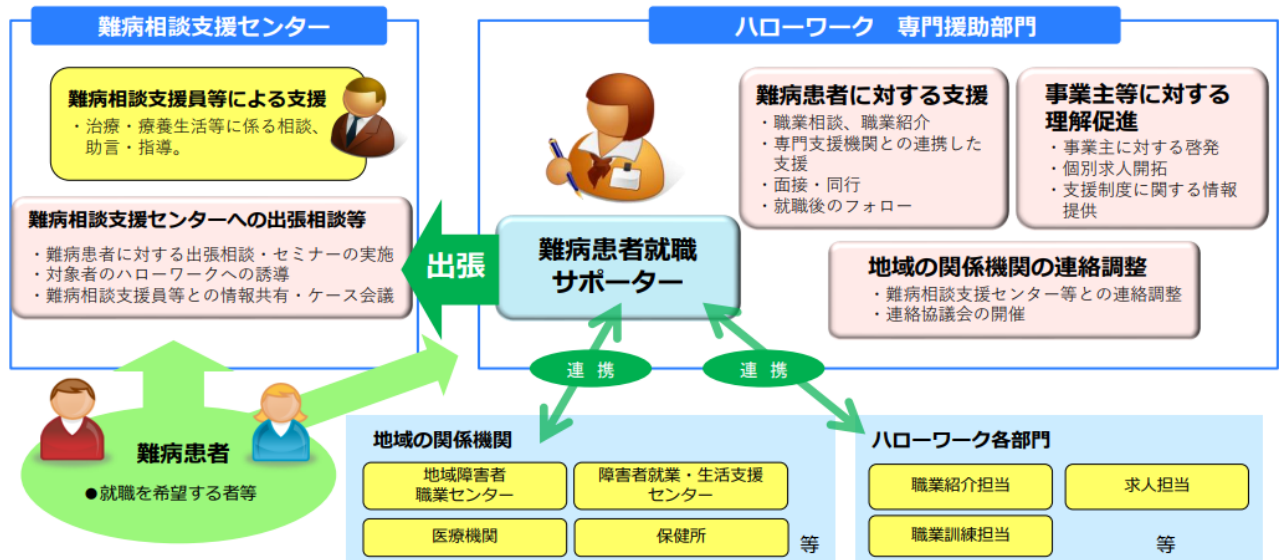 難病相談支援センター
難病相談支援員等による支援
・治療・療養生活等に係る相談、
助言・指導。
難病相談支援センターへの出張相談等
・難病患者に対する出張相談・セミナーの実施
・対象者のハローワークへの誘導
・難病相談支援員等との情報共有・ケース会議
出張
ハローワーク　専門援助部門
難病患者就職
サポーター
難病患者に対する支援
・職業相談、職業紹介
・専門支援機関との連携した
支援
・面接・同行
・就職後のフォロー
事業主等に対する
理解促進
・事業主に対する啓発
・個別求人開拓
・支援制度に関する情報
提供
地域の関係機関の連絡調整
・難病相談支援センター等との連絡調整
・連絡協議会の開催
連 携
連 携
難病患者
●就職を希望する者等
地域の関係機関
地域障害者
職業センター
障害者就業・生活支援
センター
医療機関
保健所
等
ハローワーク各部門
職業紹介担当
求人担当
職業訓練担当
等